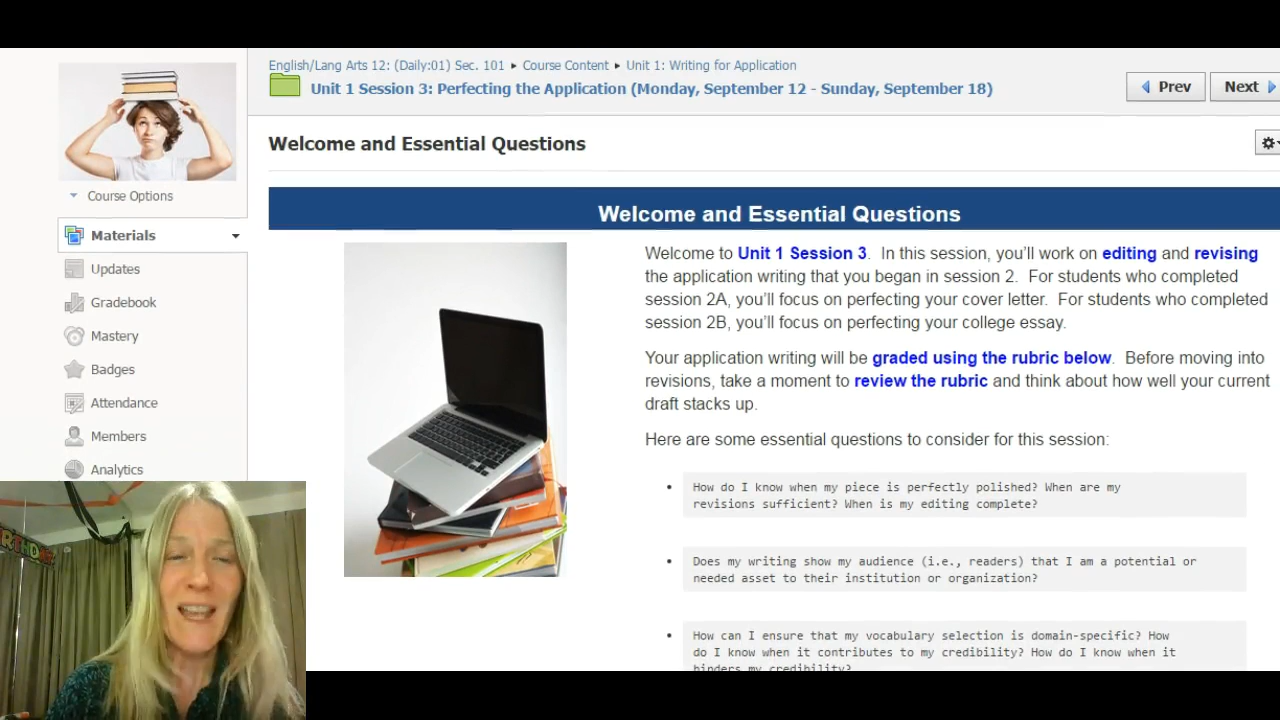 English/Lang Arts 12: (Daily:01) Sec. 101 ▸ Course Content ▸ Unit 1: Writing for Application
Unit 1 Session 3: Perfecting the Application (Monday, September 12 - Sunday, September 18)
Prev
Next
Course Options
Materials
Updates
Gradebook
Mastery
Badges
Attendance
Members
Analytics
Welcome and Essential Questions
Welcome and Essential Questions
Welcome to Unit 1 Session 3. In this session, you'll work on editing and revising
the application writing that you began in session 2. For students who completed
session 2A, you'll focus on perfecting your cover letter. For students who completed
session 2B, you'll focus on perfecting your college essay.
Your application writing will be graded using the rubric below. Before moving into
revisions, take a moment to review the rubric and think about how well your current
draft stacks up.
Here are some essential questions to consider for this session:
• How do I know when my piece is perfectly polished? When are my
revisions sufficient? When is my editing complete?
• Does my writing show my audience (i.e., readers) that I am a potential or
needed asset to their institution or organization?
• How can I ensure that my vocabulary selection is domain-specific? How
do I know when it contributes to my credibility? How do I know when it
hinders my credibility?